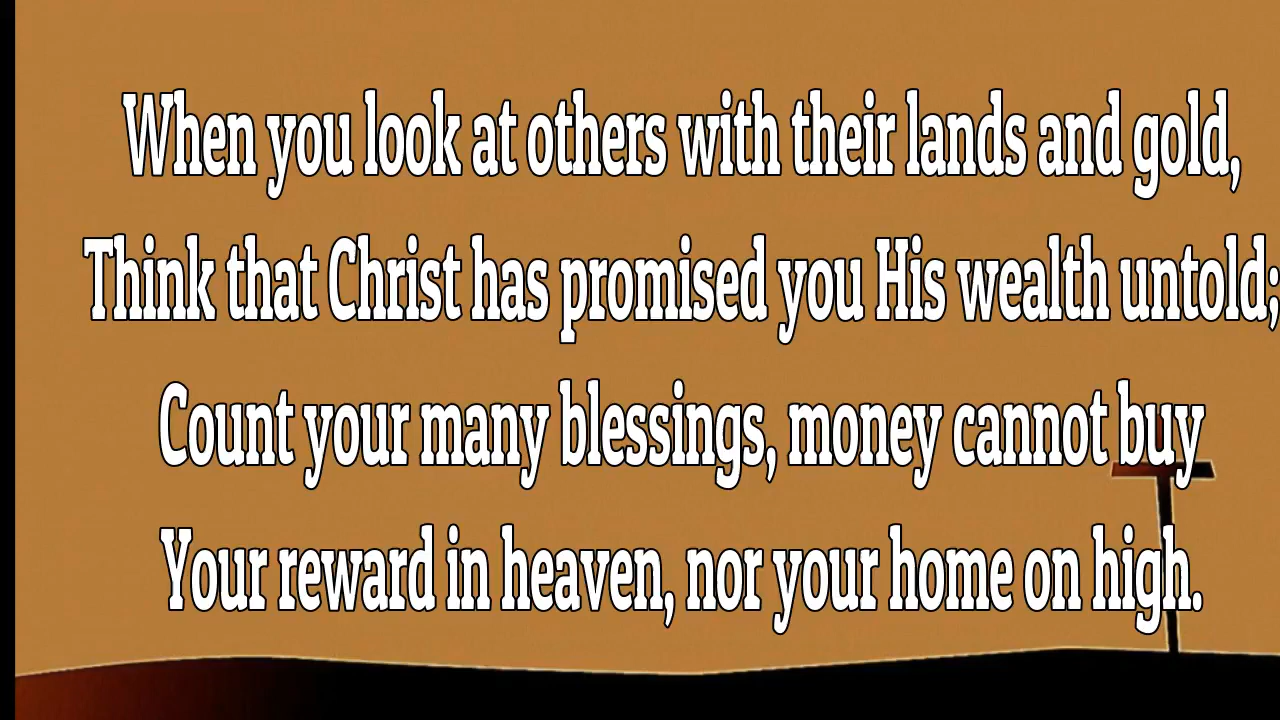 When you look at others with their lands and gold,
Think that Christ has promised you His wealth untold;
Count your many blessings, money cannot buy
Your reward in heaven, nor your home on high.